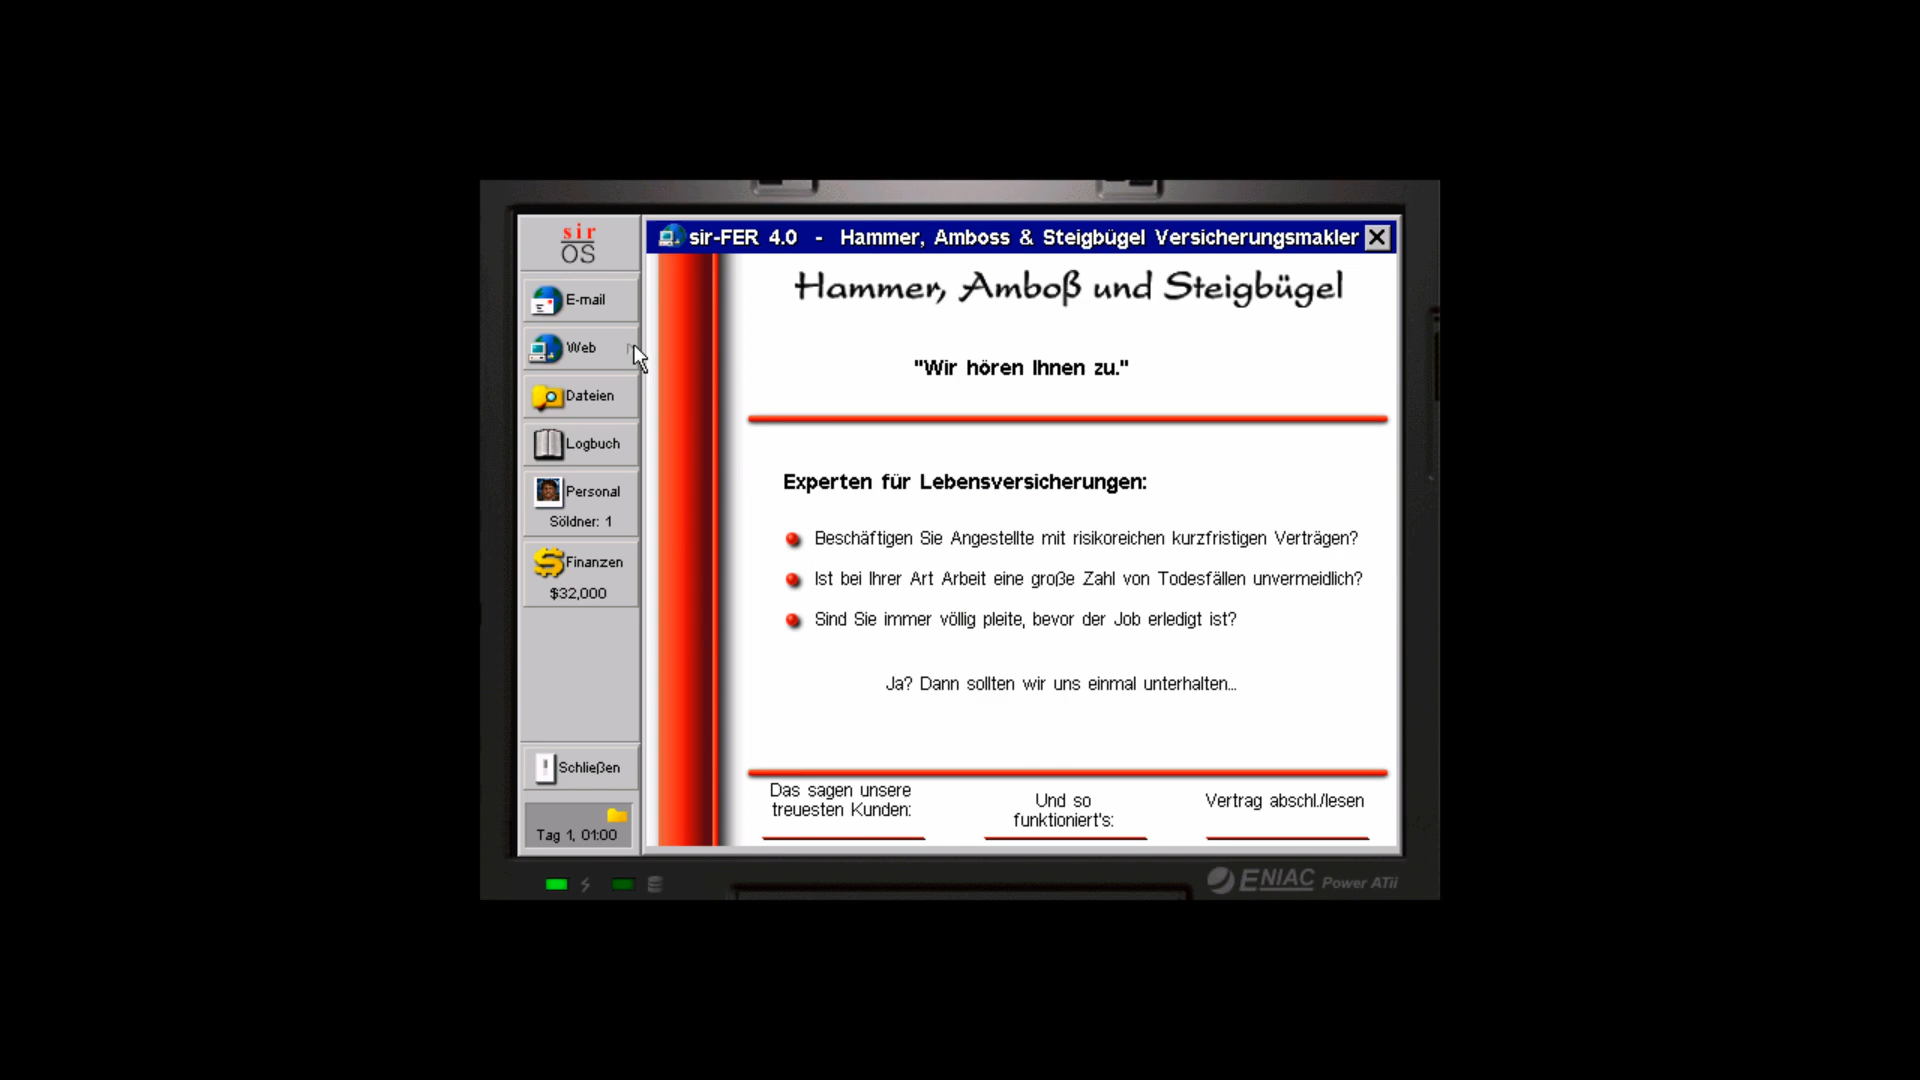 sir
OS
E-mail
Web
Dateien
Logbuch
Personal
Söldner: 1
Finanzen
$32,000
Schließen
Tag 1, 01:00
sir-FER 4.0 - Hammer, Amboss & Steigbügel Versicherungsmakler
Hammer, Amboß und Steigbügel
"Wir hören Ihnen zu."
Experten für Lebensversicherungen:
Beschäftigen Sie Angestellte mit risikoreichen kurzfristigen Verträgen?
Ist bei Ihrer Art Arbeit eine große Zahl von Todesfällen unvermeidlich?
Sind Sie immer völlig pleite, bevor der Job erledigt ist?
Ja? Dann sollten wir uns einmal unterhalten...
Das sagen unsere
treuesten Kunden:
Und so
funktioniert's:
Vertrag abschl./lesen
ENIAC Power ATii